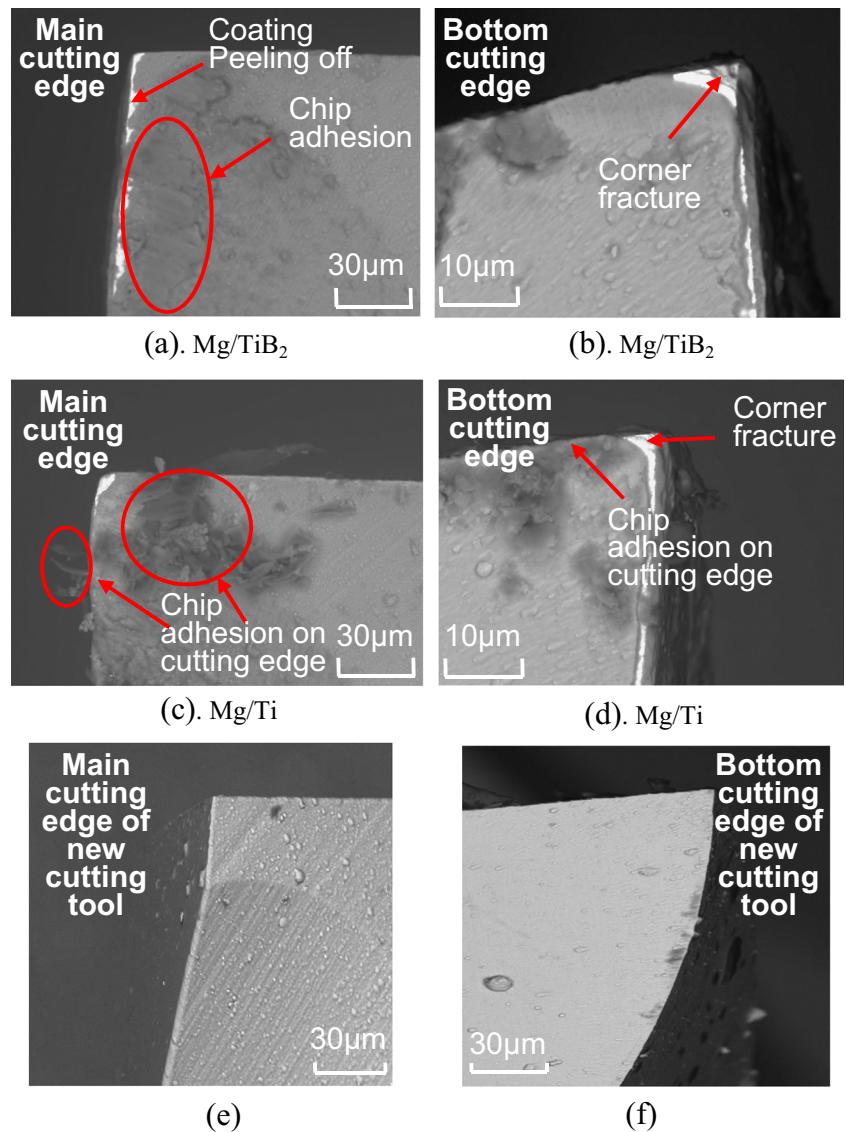 Main
cutting
edge
Coating
Peeling off
Chip
adhesion
30μm
(a). Mg/TiB₂
Bottom
cutting
edge
Corner
fracture
10μm
(b). Mg/TiB₂
Main
cutting
edge
Chip
adhesion on
cutting edge
30μm
(c). Mg/Ti
Bottom
cutting
edge
Corner
fracture
Chip
adhesion on
cutting edge
10μm
(d). Mg/Ti
Main
cutting
edge of
new
cutting
tool
30μm
(e)
Bottom
cutting
edge of
new
cutting
tool
30μm
(f)